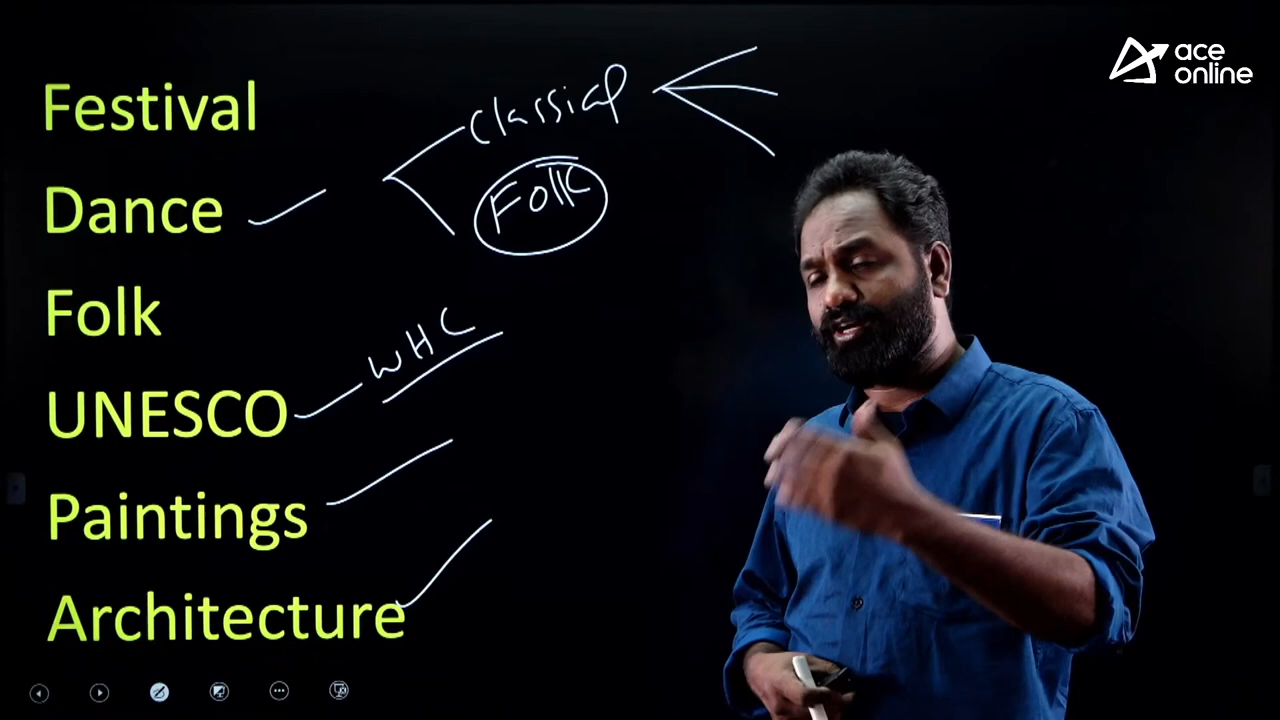 ace
online
Festival
Classical
Dance
Folk
Folk
WHC
UNESCO
Paintings
Architecture